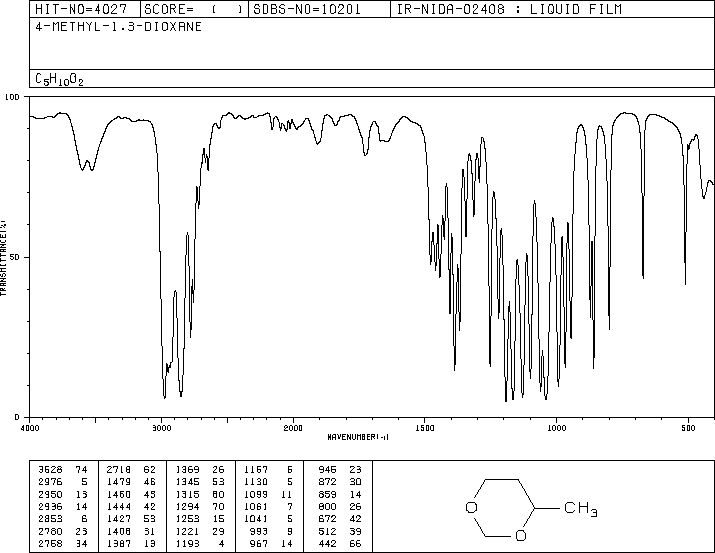 HIT-NO=4027 SCORE= ( ) SDBS-NO=10201 IR-NIDA-02408 : LIQUID FILM
4-METHYL-1,3-DIOXANE
C5H10O2
100
50
0
TRANSMITTANCE(%)
4000 3000 2000 1500 1000 500
WAVENUMBER(-1)
3528 74 2718 62 1369 26 1167 5 945 23
2976 5 1479 46 1345 53 1130 5 872 30
2950 13 1460 45 1315 60 1099 11 859 14
2936 14 1444 42 1294 70 1061 7 800 26
2853 6 1427 53 1253 15 1041 5 672 42
2780 23 1408 31 1221 29 993 9 512 39
2768 34 1387 13 1193 4 967 14 442 66
O
O
CH3